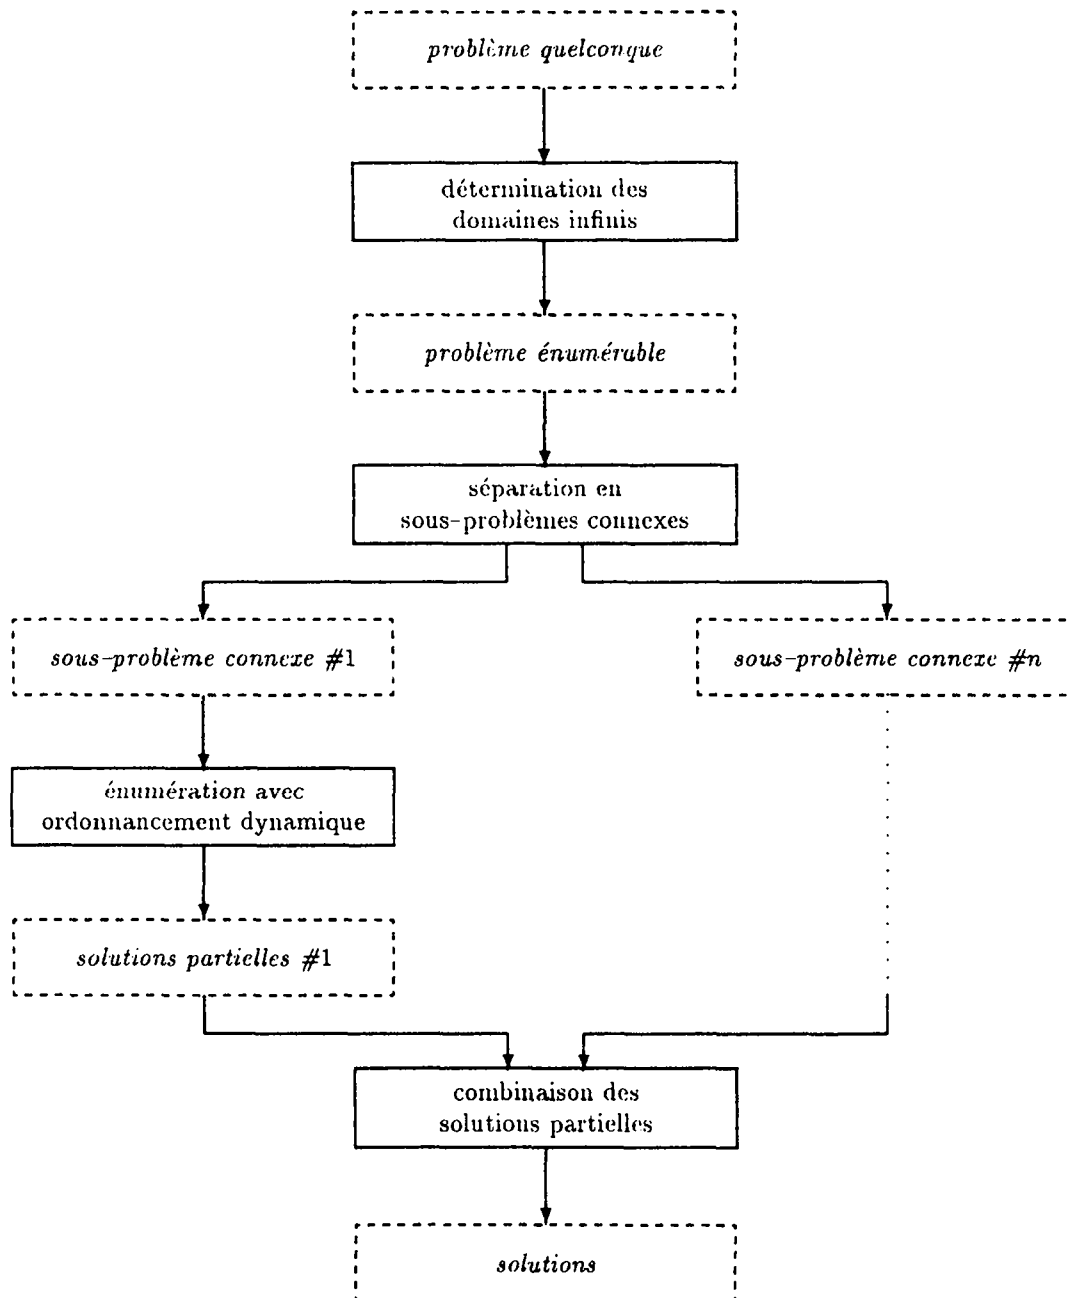 problème quelconque
détermination des
domaines infinis
problème énumérable
séparation en
sous-problèmes connexes
sous-problème connexe #1
sous-problème connexe #n
énumération avec
ordonnancement dynamique
solutions partielles #1
combinaison des
solutions partielles
solutions